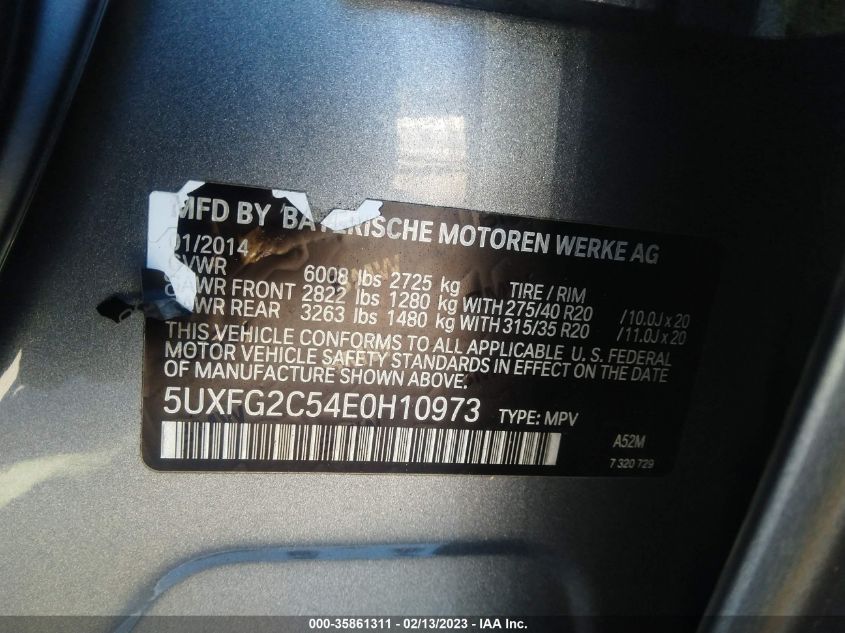 MFD BY BAYERISCHE MOTOREN WERKE AG
01/2014
GVWR 6008 lbs 2725 kg TIRE / RIM
GAWR FRONT 2822 lbs 1280 kg WITH 275/40 R20 /10.0J x 20
GAWR REAR 3263 lbs 1480 kg WITH 315/35 R20 /11.0J x 20
THIS VEHICLE CONFORMS TO ALL APPLICABLE U. S. FEDERAL
MOTOR VEHICLE SAFETY STANDARDS IN EFFECT ON THE DATE
OF MANUFACTURE SHOWN ABOVE.
5UXFG2C54E0H10973 TYPE: MPV
A52M
7 320 729
000-35861311 - 02/13/2023 - IAA Inc.